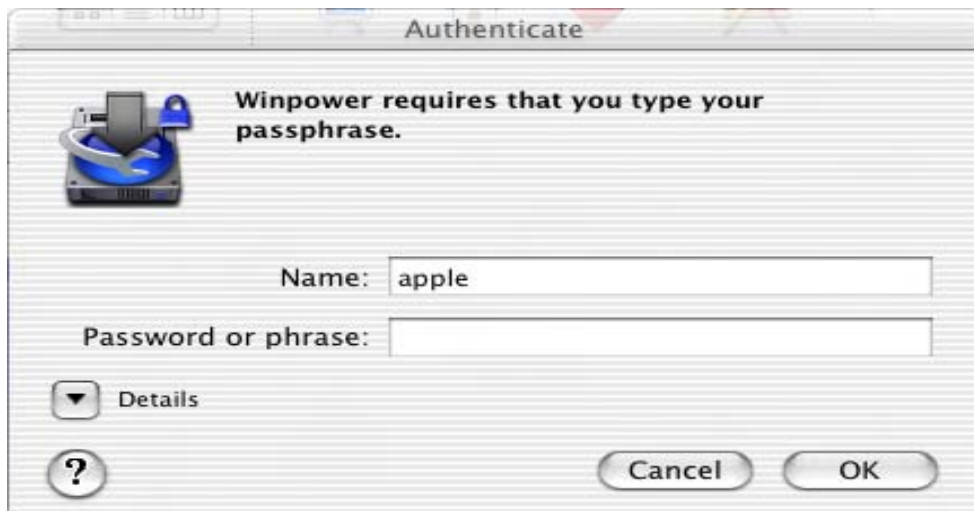 Authenticate
Winpower requires that you type your
passphrase.
Name: apple
Password or phrase:
Details
?
Cancel OK